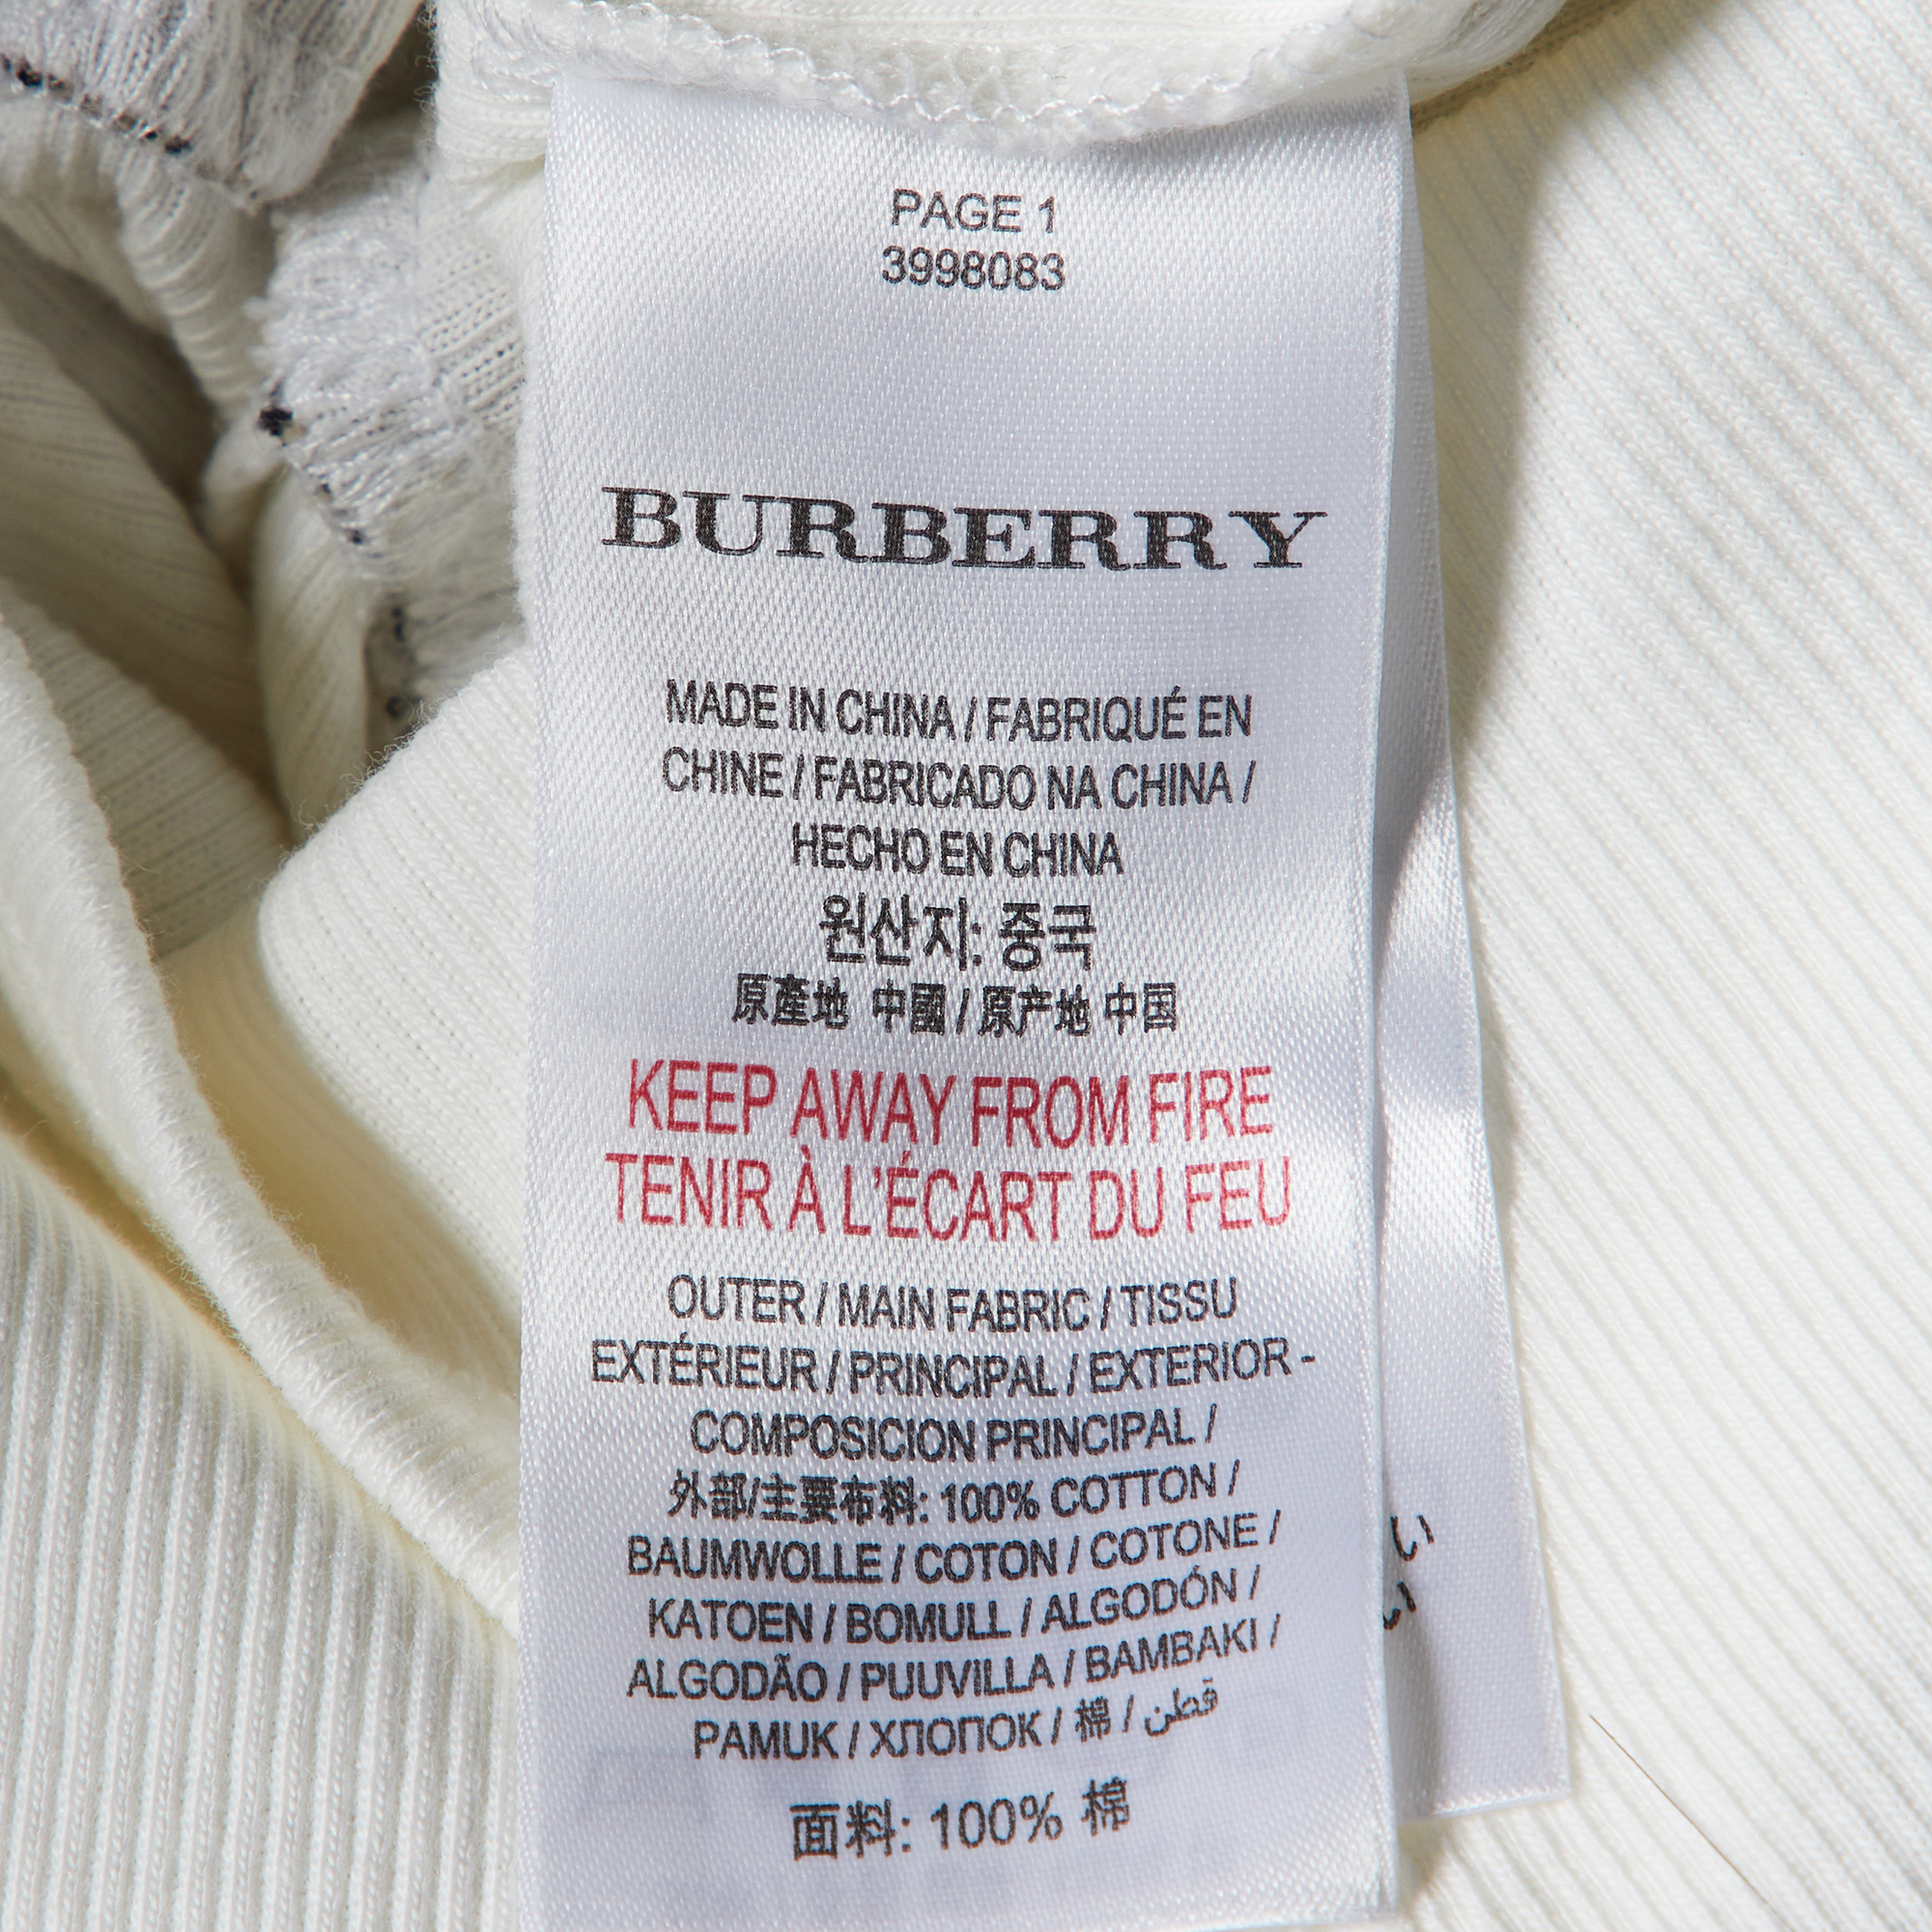 PAGE 1
3998083
BURBERRY
MADE IN CHINA / FABRIQUÉ EN
CHINE / FABRICADO NA CHINA /
HECHO EN CHINA
원산지: 중국
原產地 中國 / 原产地 中国
KEEP AWAY FROM FIRE
TENIR À L'ÉCART DU FEU
OUTER / MAIN FABRIC / TISSU
EXTÉRIEUR / PRINCIPAL / EXTERIOR -
COMPOSICION PRINCIPAL /
外部/主要布料: 100% COTTON /
BAUMWOLLE / COTON / COTONE /
KATOEN / BOMULL / ALGODÓN /
ALGODÃO / PUUVILLA / BAMBAKI /
PAMUK / ХЛОПОК / 棉 / قطن
面料: 100% 棉